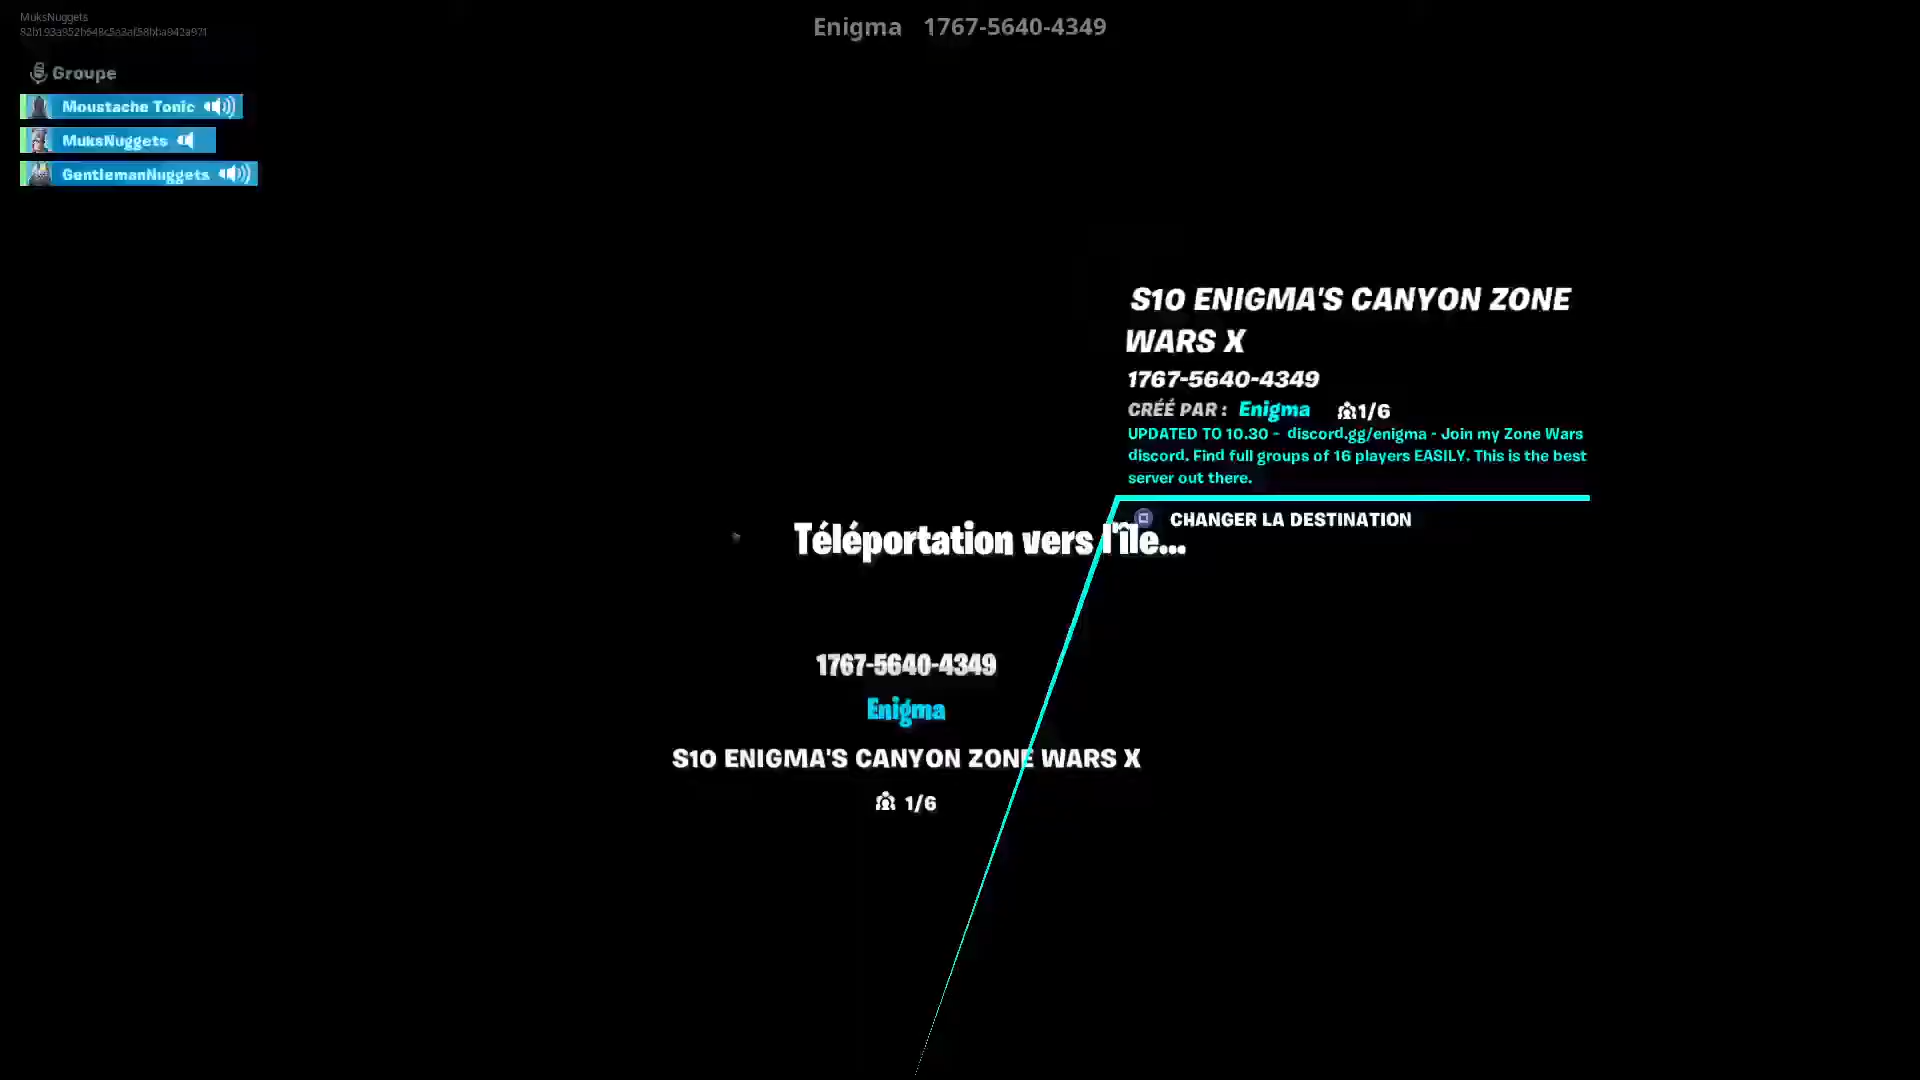 MuksNuggets
Enigma 1767-5640-4349
Groupe
Moustache Tonic
MuksNuggets
GentlemanNuggets
S10 ENIGMA'S CANYON ZONE
WARS X
1767-5640-4349
CRÉÉ PAR : Enigma 1/6
UPDATED TO 10.30 - discord.gg/enigma - Join my Zone Wars
discord. Find full groups of 16 players EASILY. This is the best
server out there.
CHANGER LA DESTINATION
Téléportation vers l'île...
1767-5640-4349
Enigma
S10 ENIGMA'S CANYON ZONE WARS X
1/6